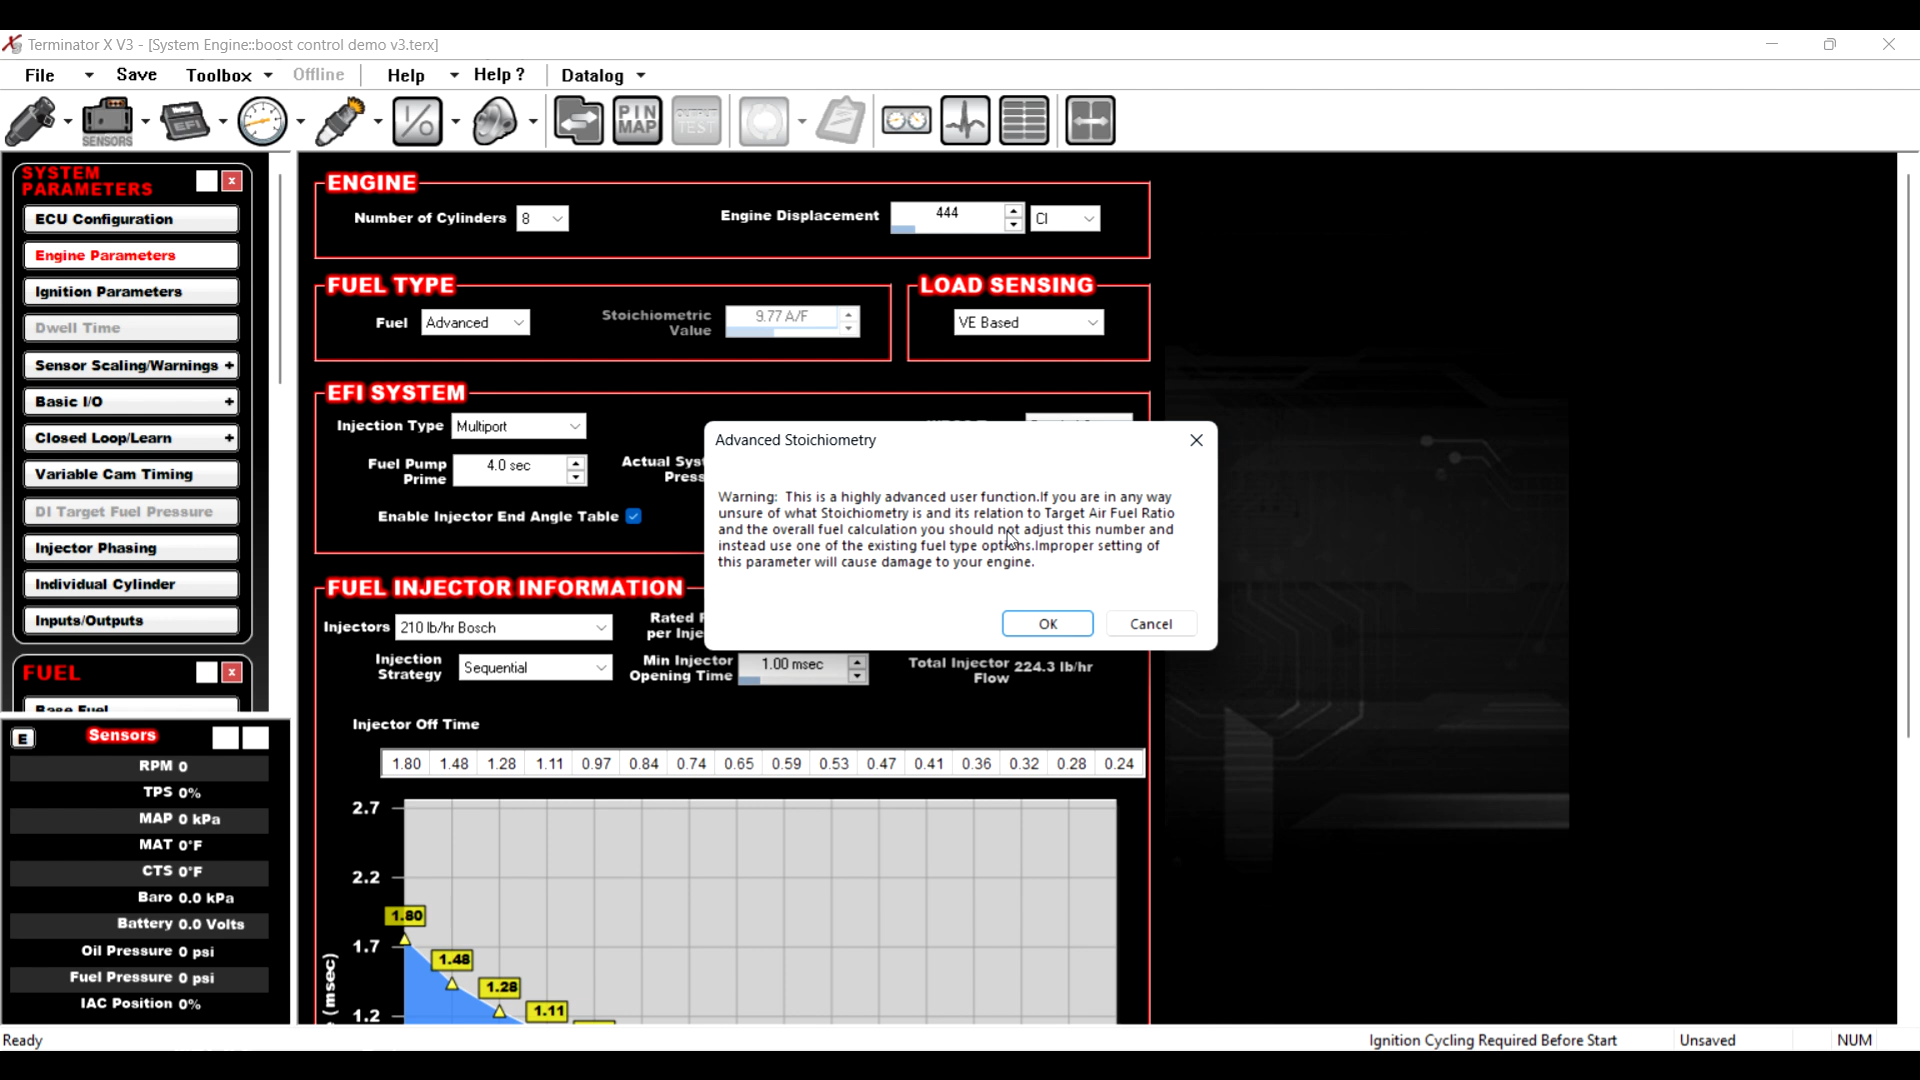 Terminator X V3 - [System Engine::boost control demo v3.terx]
File Save Toolbox Offline Help Help ? Datalog
SENSORS EFI I/O PIN MAP OUTPUT TEST
SYSTEM
PARAMETERS
x
ECU Configuration
Engine Parameters
Ignition Parameters
Dwell Time
Sensor Scaling/Warnings +
Basic I/O +
Closed Loop/Learn +
Variable Cam Timing
DI Target Fuel Pressure
Injector Phasing
Individual Cylinder
Inputs/Outputs
FUEL
x
Base Fuel
E Sensors
RPM 0
TPS 0%
MAP 0 kPa
MAT 0°F
CTS 0°F
Baro 0.0 kPa
Battery 0.0 Volts
Oil Pressure 0 psi
Fuel Pressure 0 psi
IAC Position 0%
ENGINE
Number of Cylinders 8 Engine Displacement 444 CI
FUEL TYPE
Fuel Advanced Stoichiometric
Value 9.77 A/F
LOAD SENSING
VE Based
EFI SYSTEM
Injection Type Multiport
Fuel Pump
Prime 4.0 sec Actual Sys
Press
Enable Injector End Angle Table
Advanced Stoichiometry
Warning: This is a highly advanced user function.If you are in any way
unsure of what Stoichiometry is and its relation to Target Air Fuel Ratio
and the overall fuel calculation you should not adjust this number and
instead use one of the existing fuel type options.Improper setting of
this parameter will cause damage to your engine.
OK Cancel
FUEL INJECTOR INFORMATION
Injectors 210 lb/hr Bosch Rated
per Inje
Injection
Strategy Sequential Min Injector
Opening Time 1.00 msec Total Injector
Flow 224.3 lb/hr
Injector Off Time
1.80 1.48 1.28 1.11 0.97 0.84 0.74 0.65 0.59 0.53 0.47 0.41 0.36 0.32 0.28 0.24
2.7
2.2
1.7
1.2
(msec)
1.80
1.48
1.28
1.11
Ready Ignition Cycling Required Before Start Unsaved NUM